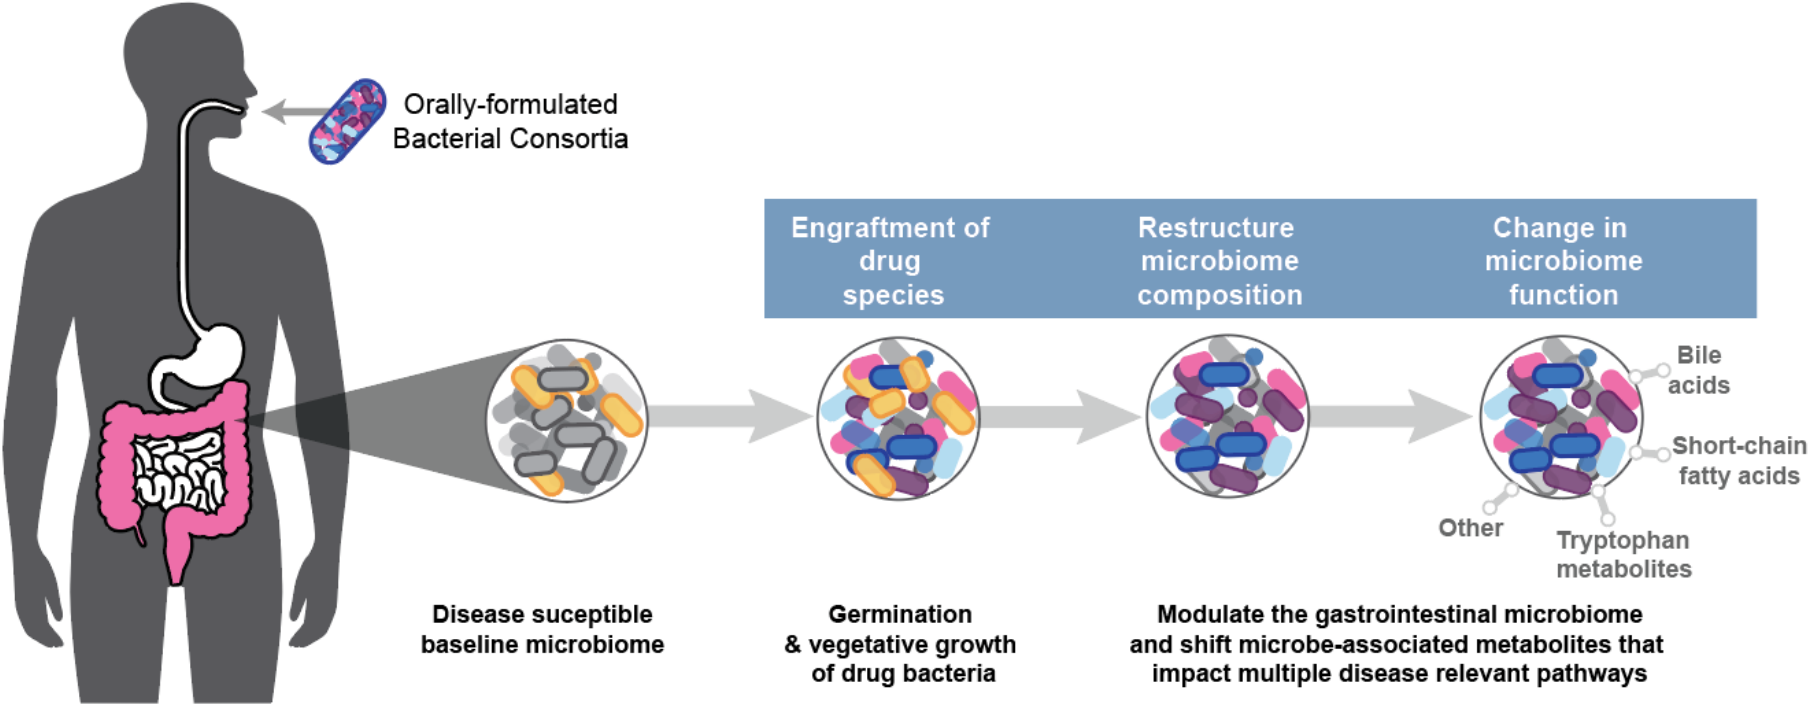 Orally-formulated
Bacterial Consortia
Engraftment of
drug
species
Restructure
microbiome
composition
Change in
microbiome
function
Bile
acids
Short-chain
fatty acids
Other
Tryptophan
metabolites
Disease suceptible
baseline microbiome
Germination
& vegetative growth
of drug bacteria
Modulate the gastrointestinal microbiome
and shift microbe-associated metabolites that
impact multiple disease relevant pathways